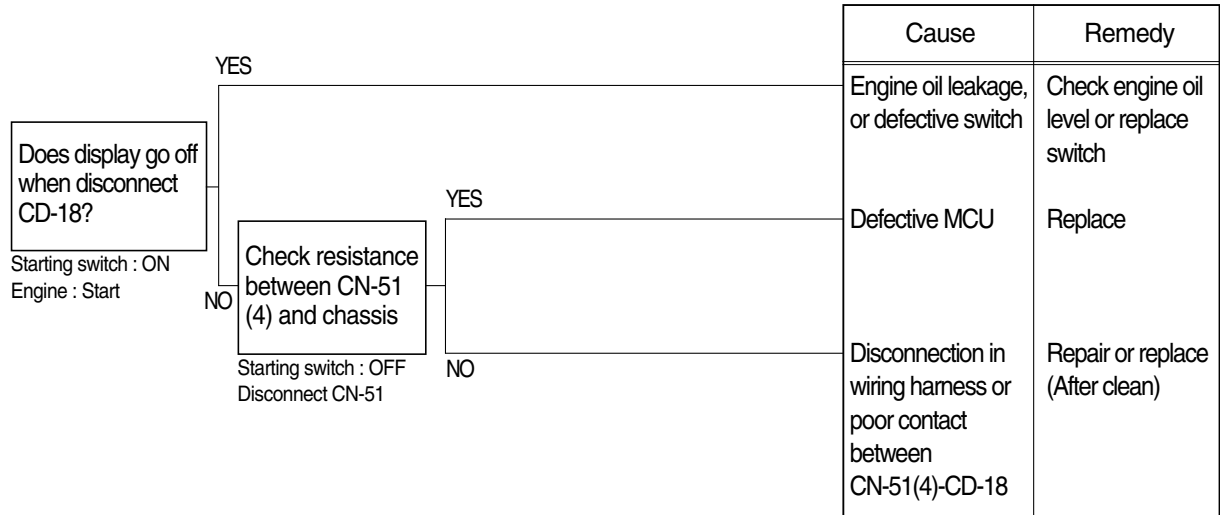 Cause
Remedy
YES
Engine oil leakage,
or defective switch
Check engine oil
level or replace
switch
Does display go off
when disconnect
CD-18?
Starting switch : ON
Engine : Start
YES
Defective MCU
Replace
NO
Check resistance
between CN-51
(4) and chassis
Starting switch : OFF
Disconnect CN-51
NO
Disconnection in
wiring harness or
poor contact
between
CN-51(4)-CD-18
Repair or replace
(After clean)